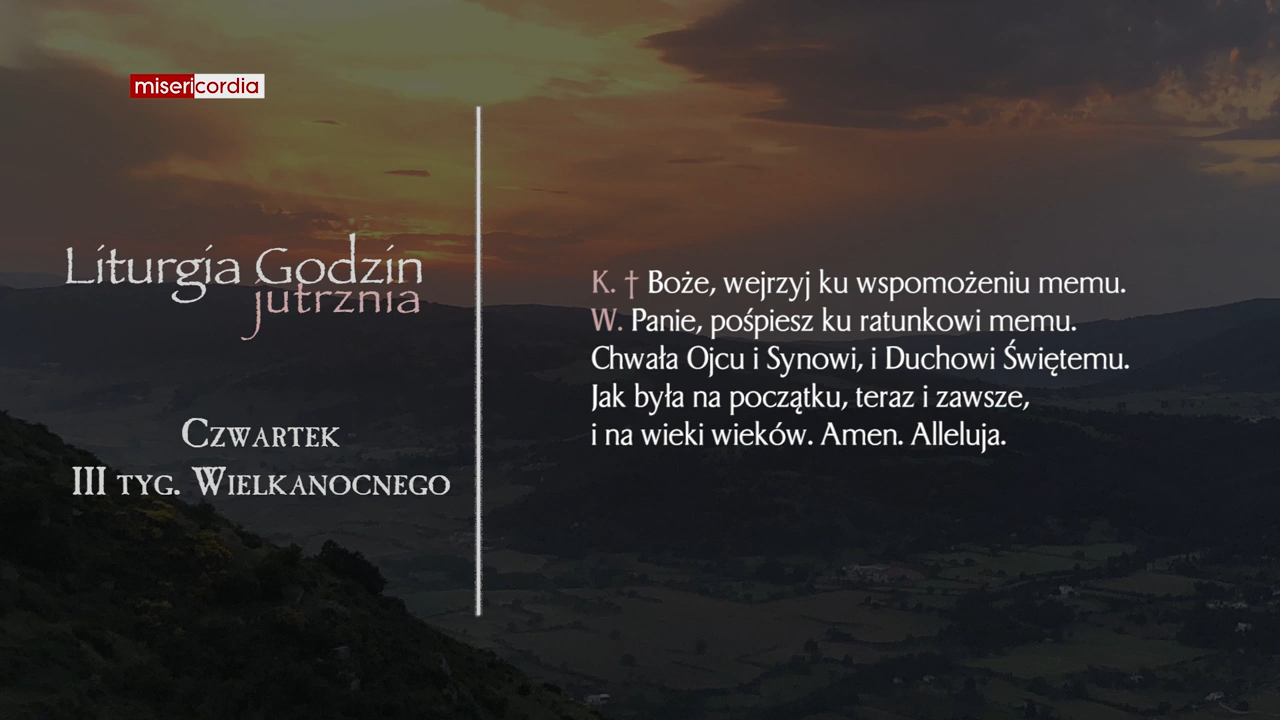 misericordia
Liturgia Godzin
jutrznia
Czwartek
III tyg. Wielkanocnego
K. † Boże, wejrzyj ku wspomożeniu memu.
W. Panie, pośpiesz ku ratunkowi memu.
Chwała Ojcu i Synowi, i Duchowi Świętemu.
Jak była na początku, teraz i zawsze,
i na wieki wieków. Amen. Alleluja.